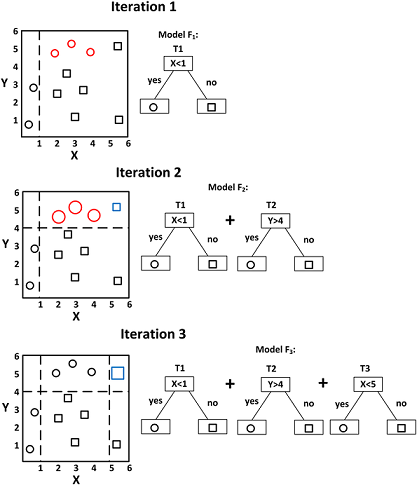 Iteration 1
Model F1:
T1
X<1
yes no
6
5
4
3
2
1
Y
1 2 3 4 5 6
X
Iteration 2
Model F2:
T1 + T2
X<1 Y>4
yes no yes no
6
5
4
3
2
1
Y
1 2 3 4 5 6
X
Iteration 3
Model F3:
T1 + T2 + T3
X<1 Y>4 X<5
yes no yes no yes no
6
5
4
3
2
1
Y
1 2 3 4 5 6
X